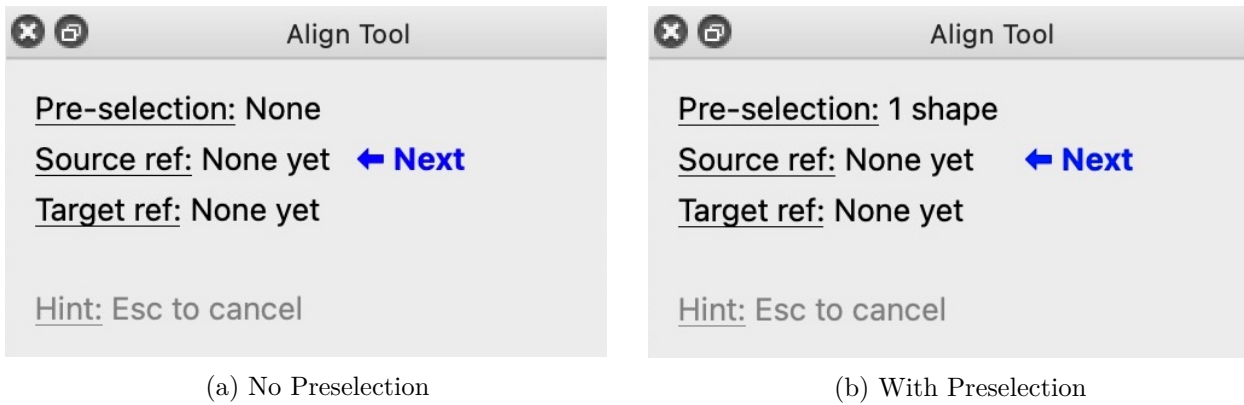 Align Tool
Pre-selection: None
Source ref: None yet ⬅ Next
Target ref: None yet
Hint: Esc to cancel
(a) No Preselection
Align Tool
Pre-selection: 1 shape
Source ref: None yet ⬅ Next
Target ref: None yet
Hint: Esc to cancel
(b) With Preselection